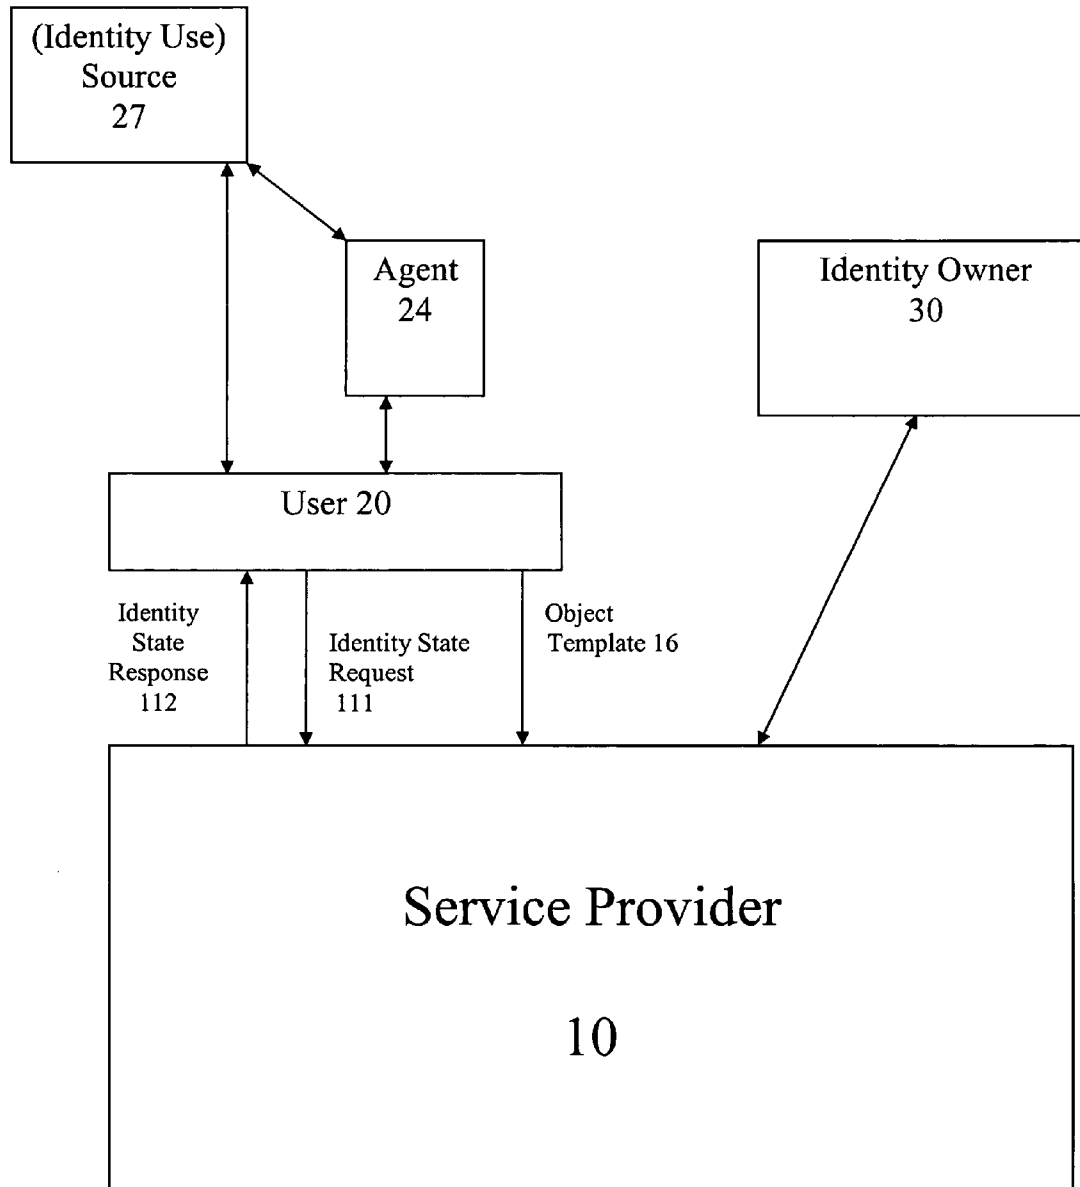 (Identity Use)
Source
27
Agent
24
Identity Owner
30
User 20
Identity
State
Response
112
Identity State
Request
111
Object
Template 16
Service Provider
10